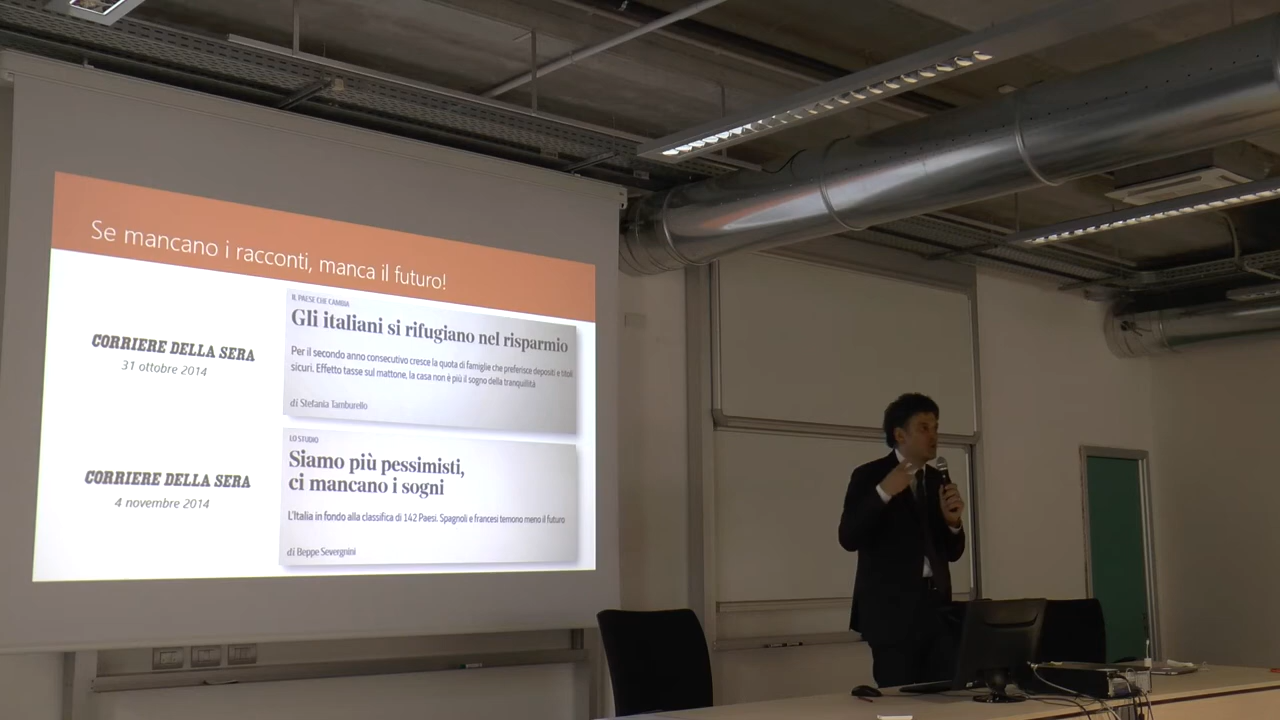 Se mancano i racconti, manca il futuro!
CORRIERE DELLA SERA
31 ottobre 2014
IL PAESE CHE CAMBIA
Gli italiani si rifugiano nel risparmio
Per il secondo anno consecutivo cresce la quota di famiglie che preferisce depositi e titoli
sicuri. Effetto tasse sul mattone, la casa non è più il sogno della tranquillità
di Stefania Tamburello
CORRIERE DELLA SERA
4 novembre 2014
LO STUDIO
Siamo più pessimisti,
ci mancano i sogni
L'Italia in fondo alla classifica di 142 Paesi. Spagnoli e francesi temono meno il futuro
di Beppe Severgnini